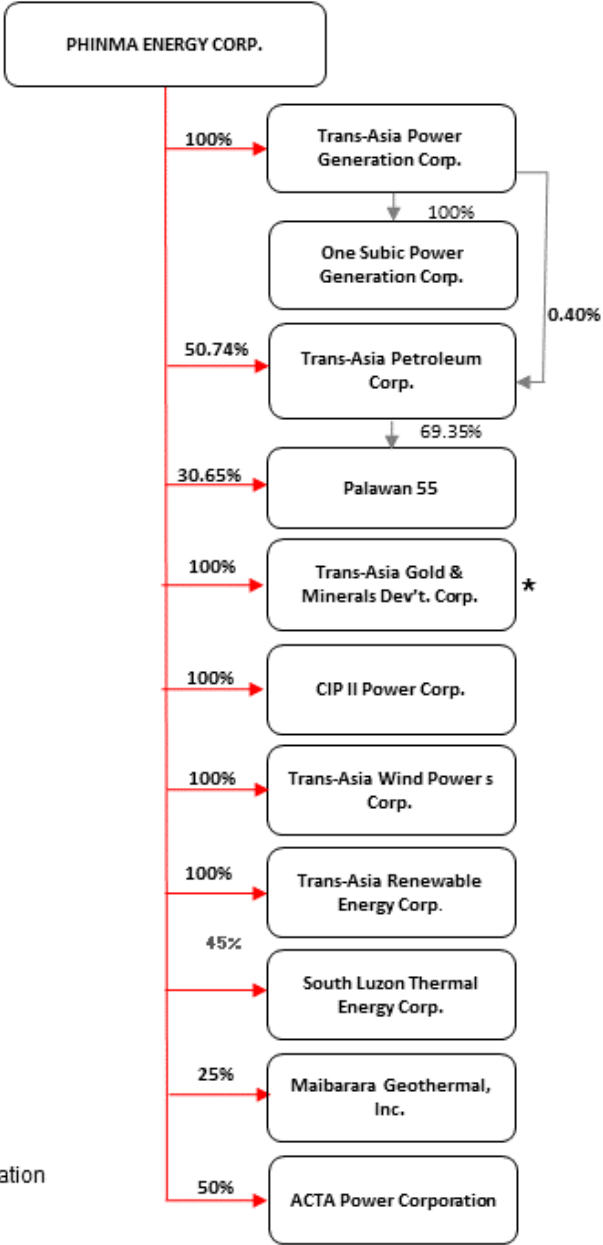 PHINMA ENERGY CORP.
100%
Trans-Asia Power
Generation Corp.
100%
One Subic Power
Generation Corp.
0.40%
50.74%
Trans-Asia Petroleum
Corp.
69.35%
30.65%
Palawan 55
100%
Trans-Asia Gold &
Minerals Dev't. Corp.
*
100%
CIP II Power Corp.
100%
Trans-Asia Wind Power s
Corp.
100%
Trans-Asia Renewable
Energy Corp.
45%
South Luzon Thermal
Energy Corp.
25%
Maibarara Geothermal,
Inc.
ation
50%
ACTA Power Corporation